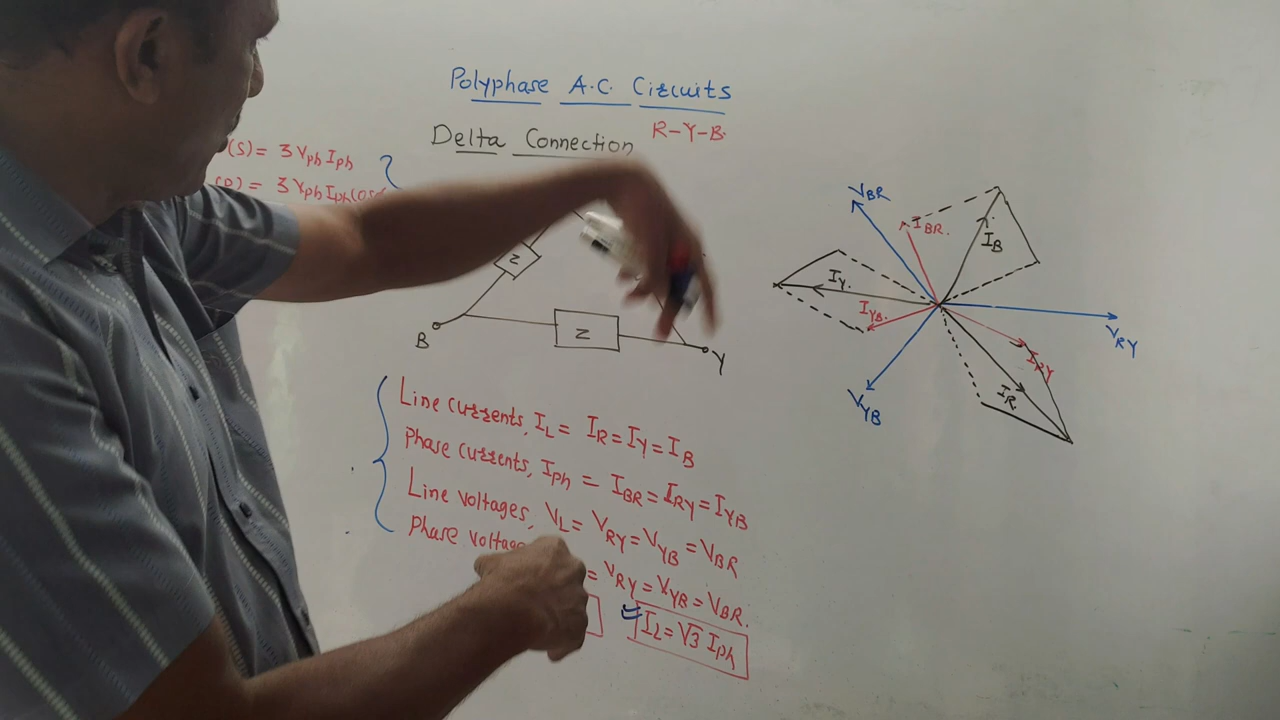 Polyphase A.C. Circuits
Delta Connection R-Y-B
(S) = 3 Vph Iph
(P) = 3 Vph Iph Cosφ
Z
Z
B
Y
VBR
IBR.
IB
IY.
IYB.
VRY
IRY
IR
VYB
Line currents, IL = IR = IY = IB
Phase currents, Iph = IBR = IRY = IYB
Line voltages, VL = VRY = VYB = VBR
Phase = VRY = VYB = VBR.
IL = √3 Iph